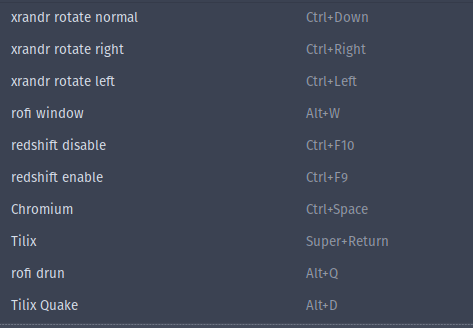 xrandr rotate normal Ctrl+Down
xrandr rotate right Ctrl+Right
xrandr rotate left Ctrl+Left
rofi window Alt+W
redshift disable Ctrl+F10
redshift enable Ctrl+F9
Chromium Ctrl+Space
Tilix Super+Return
rofi drun Alt+Q
Tilix Quake Alt+D